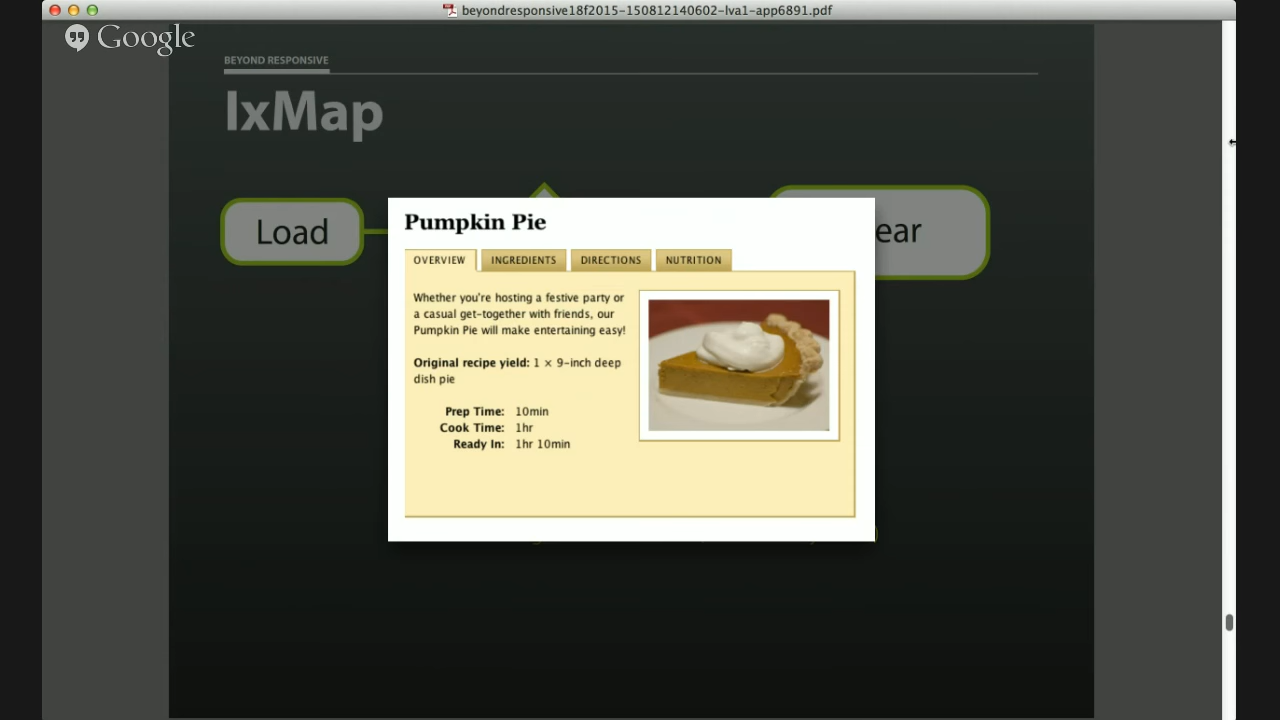 beyondresponsive18f2015-150812140602-lva1-app6891.pdf
Google
BEYOND RESPONSIVE
IxMap
Load
ear
Pumpkin Pie
OVERVIEW INGREDIENTS DIRECTIONS NUTRITION
Whether you're hosting a festive party or
a casual get-together with friends, our
Pumpkin Pie will make entertaining easy!
Original recipe yield: 1 × 9-inch deep
dish pie
Prep Time: 10min
Cook Time: 1hr
Ready In: 1hr 10min